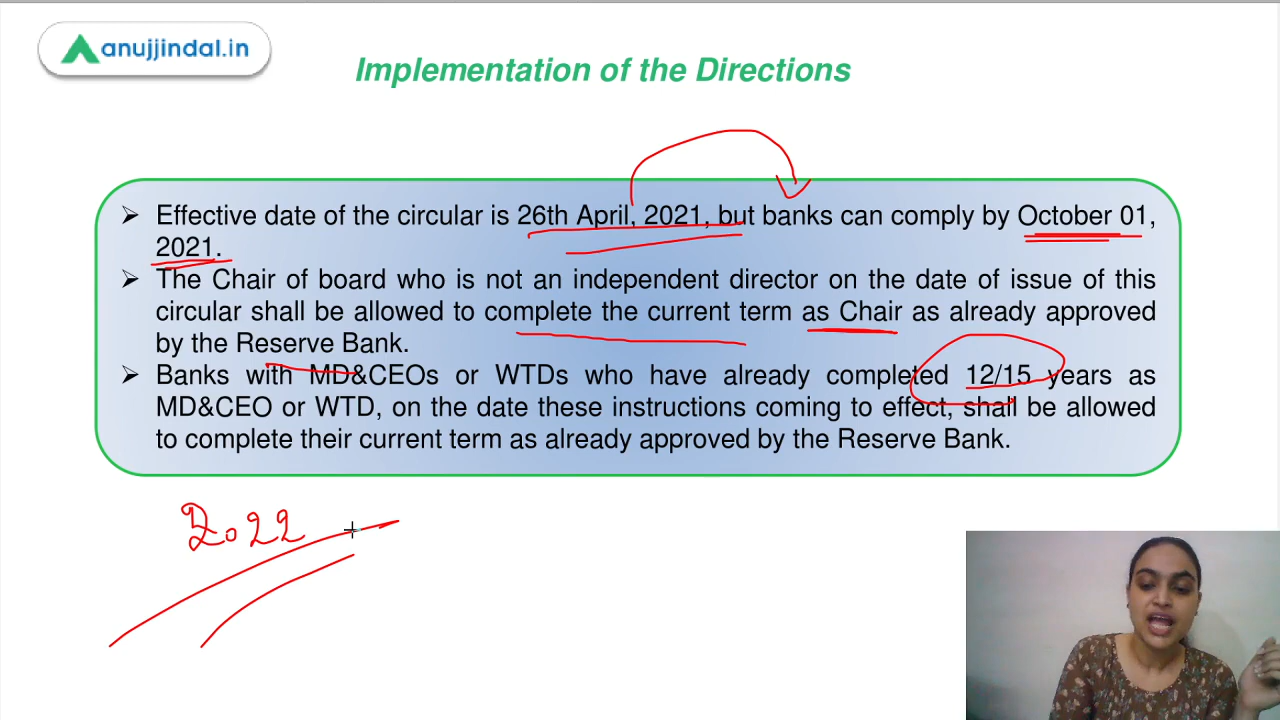 anujjindal.in
Implementation of the Directions
➢ Effective date of the circular is 26th April, 2021, but banks can comply by October 01,
2021.
➢ The Chair of board who is not an independent director on the date of issue of this
circular shall be allowed to complete the current term as Chair as already approved
by the Reserve Bank.
➢ Banks with MD&CEOs or WTDs who have already completed 12/15 years as
MD&CEO or WTD, on the date these instructions coming to effect, shall be allowed
to complete their current term as already approved by the Reserve Bank.
2022